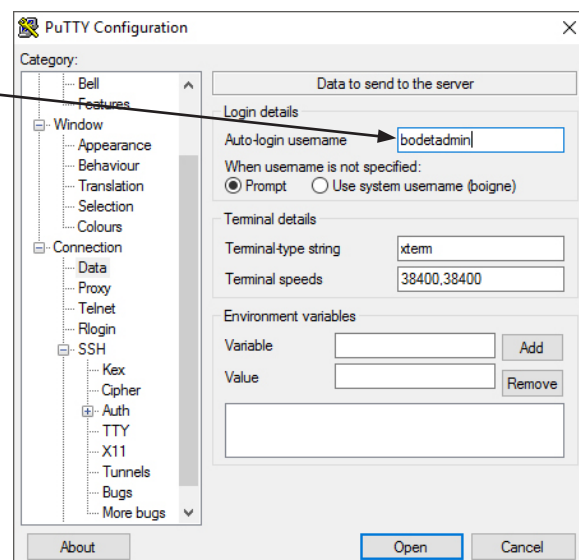 PuTTY Configuration
Category:
Bell
Features
Window
Appearance
Behaviour
Translation
Selection
Colours
Connection
Data
Proxy
Telnet
Rlogin
SSH
Kex
Cipher
Auth
TTY
X11
Tunnels
Bugs
More bugs
Data to send to the server
Login details
Auto-login username bodetadmin
When username is not specified:
Prompt Use system username (boigne)
Terminal details
Terminal-type string xterm
Terminal speeds 38400,38400
Environment variables
Variable Add
Value Remove
About Open Cancel